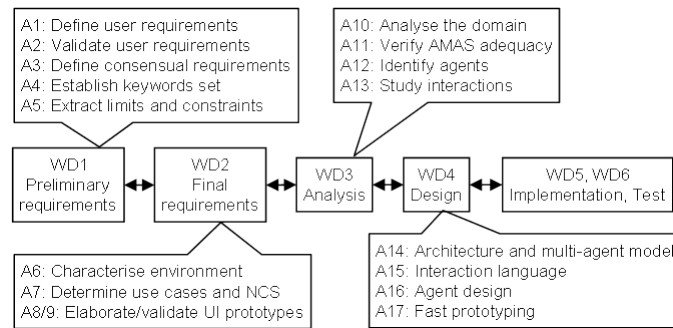 A1: Define user requirements
A2: Validate user requirements
A3: Define consensual requirements
A4: Establish keywords set
A5: Extract limits and constraints
A10: Analyse the domain
A11: Verify AMAS adequacy
A12: Identify agents
A13: Study interactions
WD1
Preliminary
requirements
WD2
Final
requirements
WD3
Analysis
WD4
Design
WD5, WD6
Implementation, Test
A6: Characterise environment
A7: Determine use cases and NCS
A8/9: Elaborate/validate UI prototypes
A14: Architecture and multi-agent model
A15: Interaction language
A16: Agent design
A17: Fast prototyping